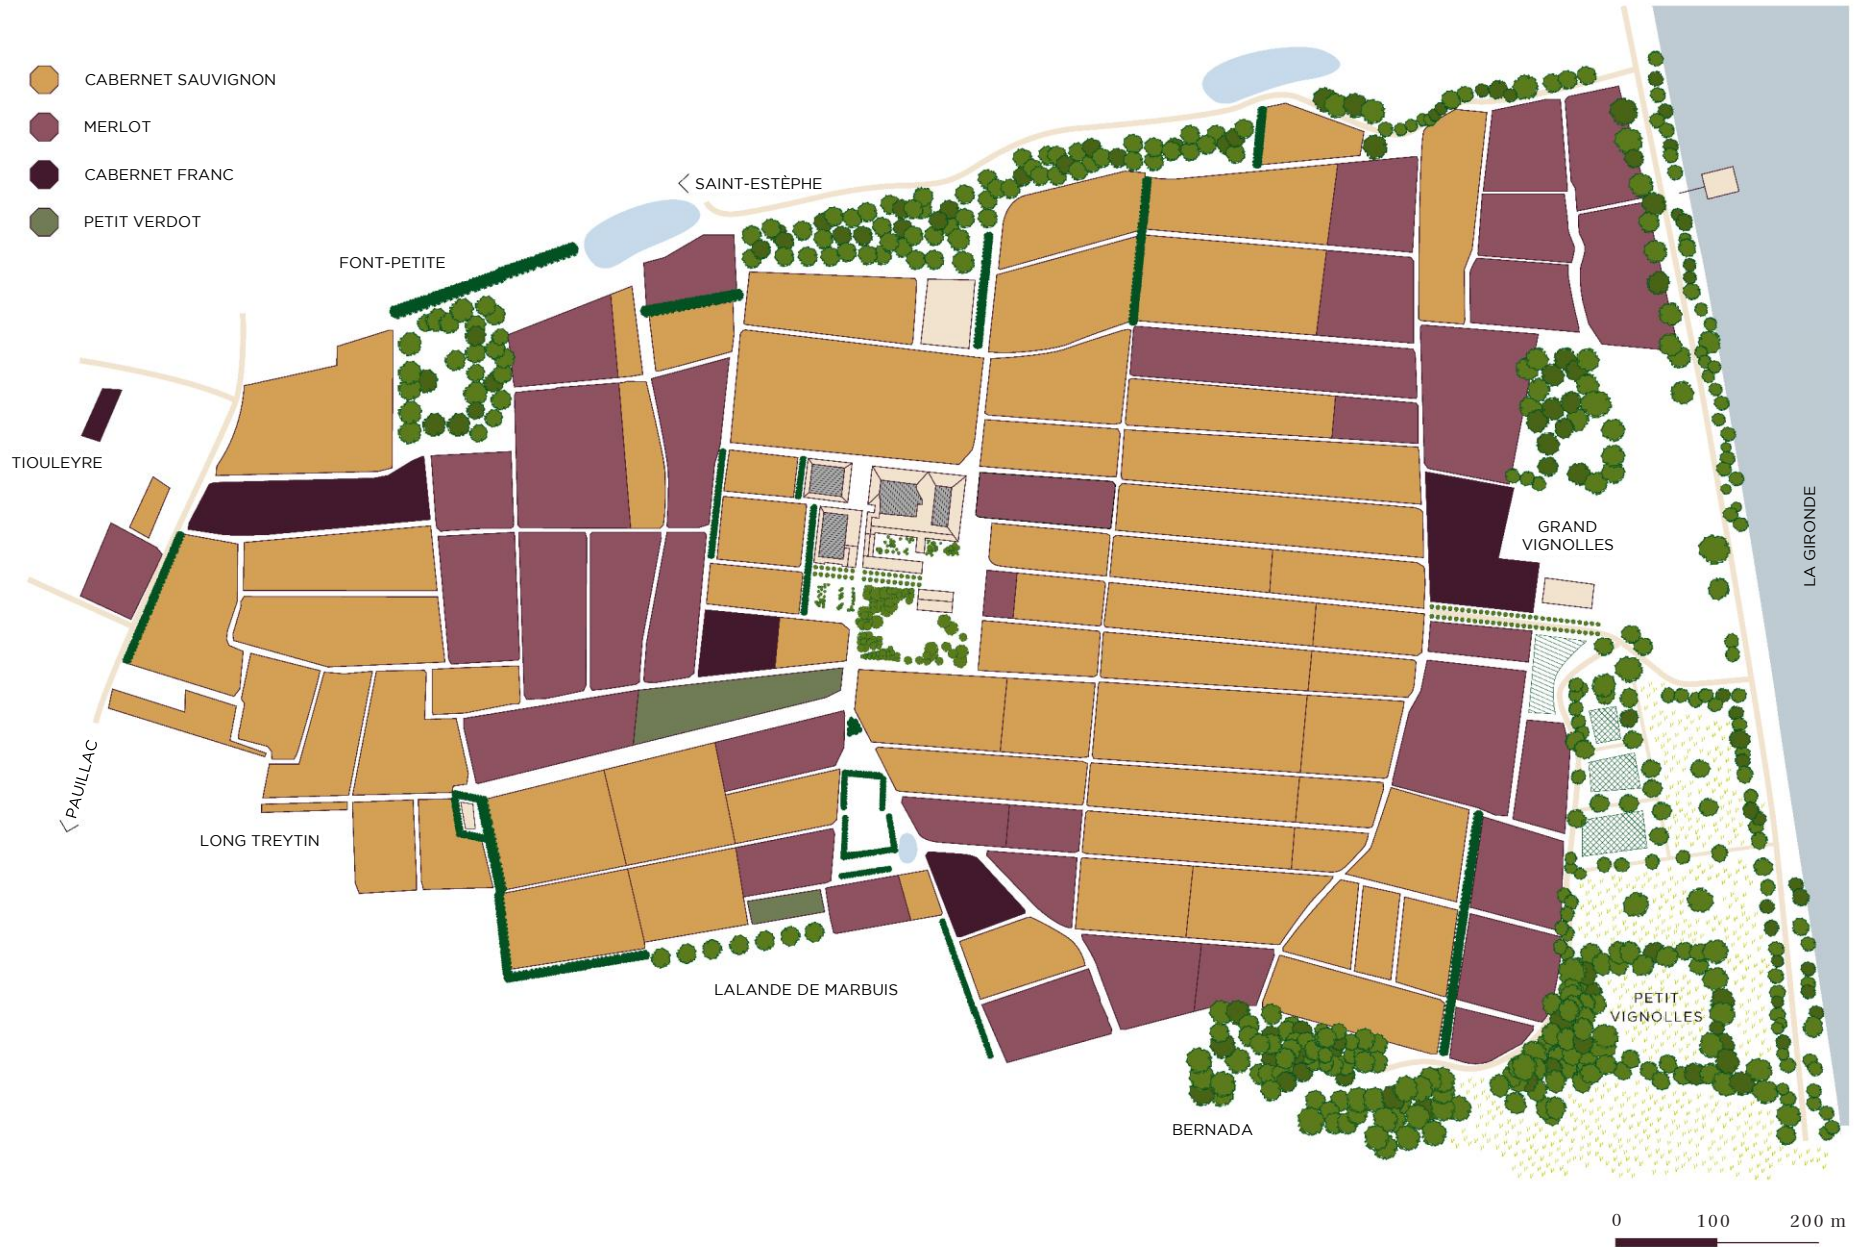 CABERNET SAUVIGNON
MERLOT
CABERNET FRANC
PETIT VERDOT
SAINT-ESTÈPHE
FONT-PETITE
TIOULEYRE
GRAND
VIGNOLLES
LA GIRONDE
PAUILLAC
LONG TREYTIN
LALANDE DE MARBUIS
PETIT
VIGNOLLES
BERNADA
0 100 200 m